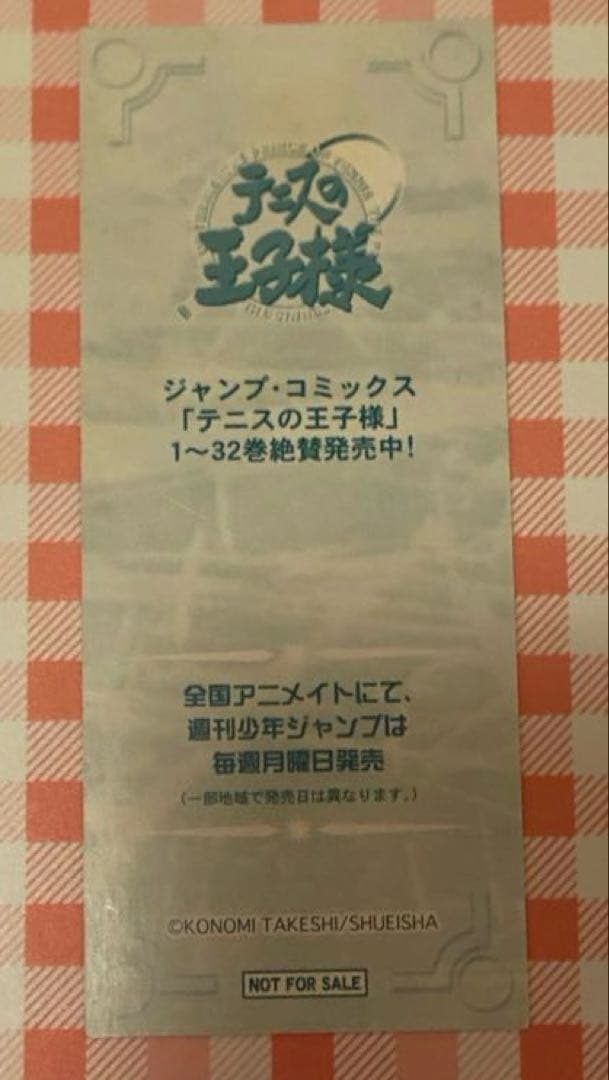 テニスの
王子様
ジャンプ・コミックス
「テニスの王子様」
1～32巻絶賛発売中!
全国アニメイトにて、
週刊少年ジャンプは
毎週月曜日発売
(一部地域で発売日は異なります。)
©KONOMI TAKESHI/SHUEISHA
NOT FOR SALE